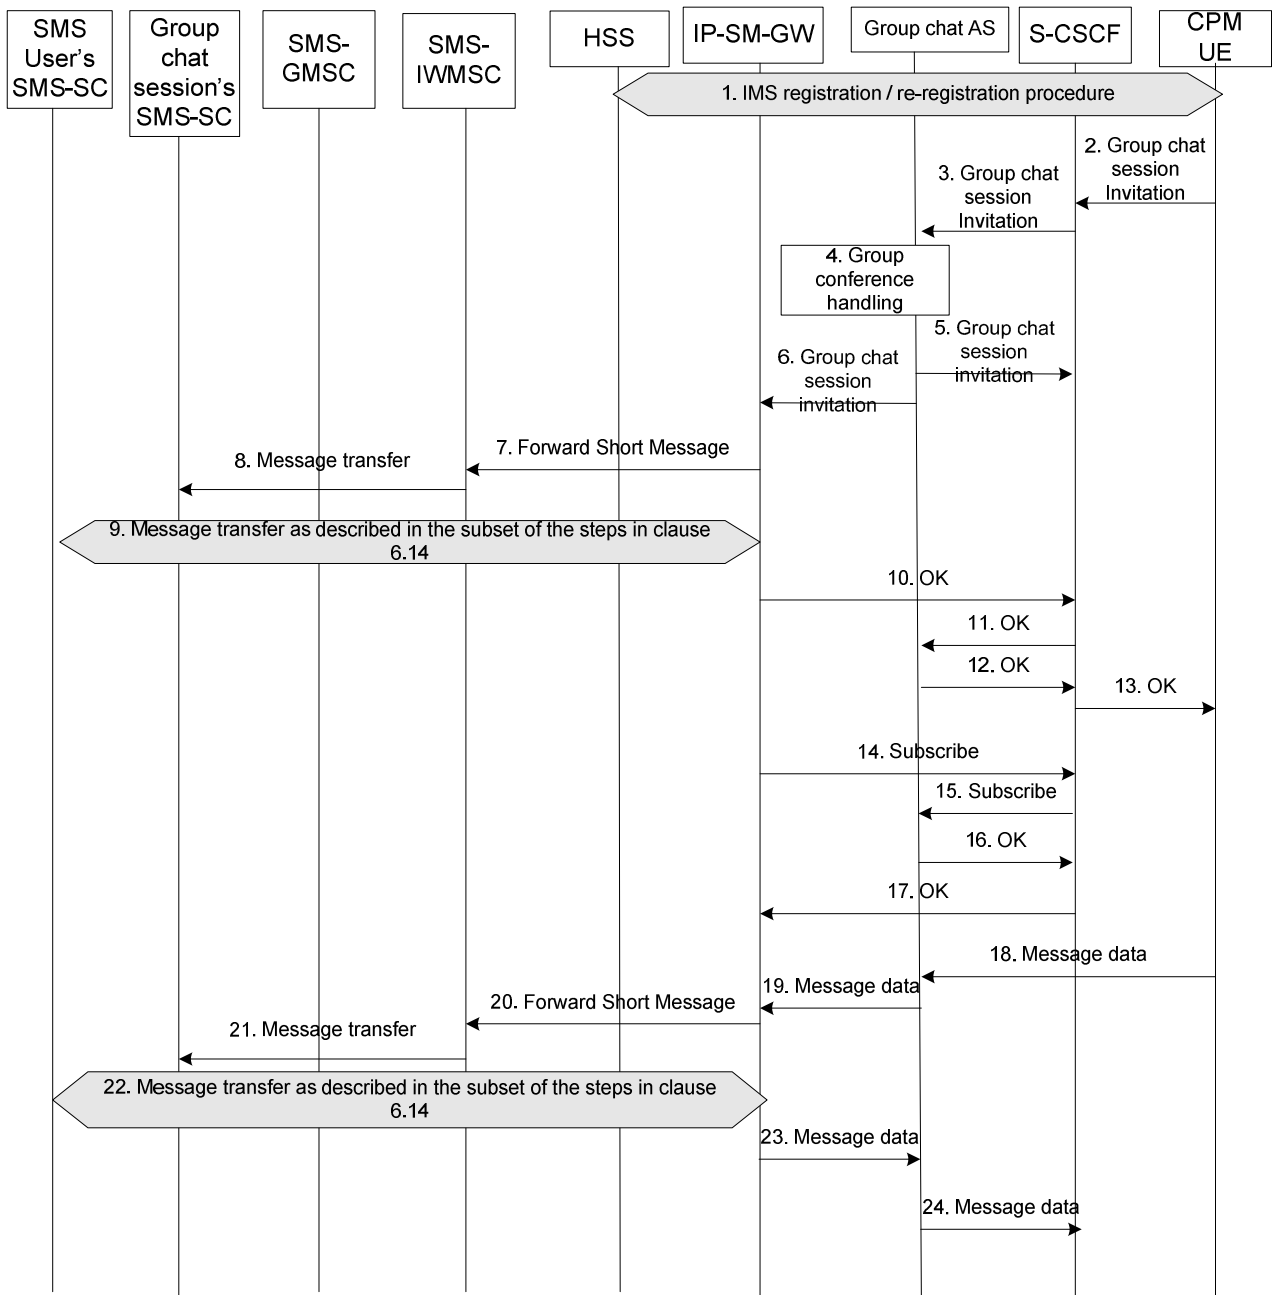 SMS
User's
SMS-SC
Group
chat
session's
SMS-SC
SMS-
GMSC
SMS-
IWMSC
HSS
IP-SM-GW
Group chat AS
S-CSCF
CPM
UE
1. IMS registration / re-registration procedure
2. Group chat
session
Invitation
3. Group chat
session
Invitation
4. Group
conference
handling
5. Group chat
session
invitation
6. Group chat
session
invitation
7. Forward Short Message
8. Message transfer
9. Message transfer as described in the subset of the steps in clause
6.14
10. OK
11. OK
12. OK
13. OK
14. Subscribe
15. Subscribe
16. OK
17. OK
18. Message data
19. Message data
20. Forward Short Message
21. Message transfer
22. Message transfer as described in the subset of the steps in clause
6.14
23. Message data
24. Message data